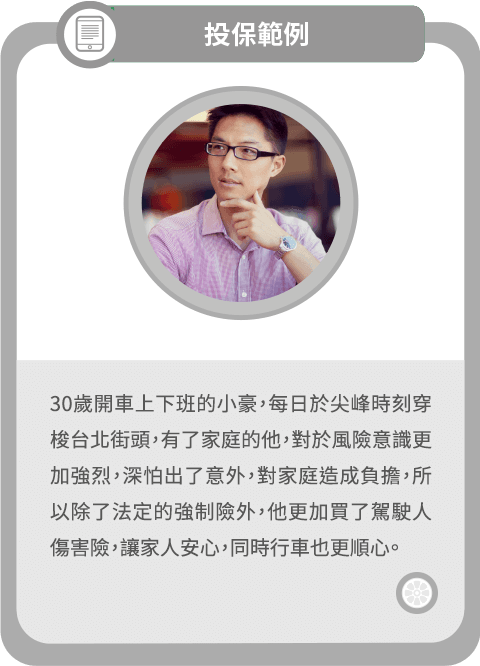 投保範例
30歲開車上下班的小豪，每日於尖峰時刻穿
梭台北街頭，有了家庭的他，對於風險意識更
加強烈，深怕出了意外，對家庭造成負擔，所
以除了法定的強制險外，他更加買了駕駛人
傷害險，讓家人安心，同時行車也更順心。